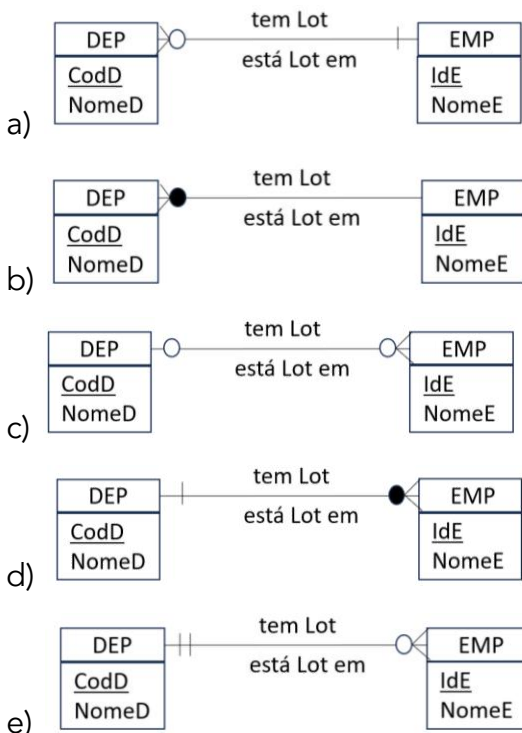 tem Lot
DEP EMP
está Lot em
CodD IdE
NomeD NomeE
a)
tem Lot
DEP EMP
está Lot em
CodD IdE
NomeD NomeE
b)
tem Lot
DEP EMP
está Lot em
CodD IdE
NomeD NomeE
c)
tem Lot
DEP EMP
está Lot em
CodD IdE
NomeD NomeE
d)
tem Lot
DEP EMP
está Lot em
CodD IdE
NomeD NomeE
e)